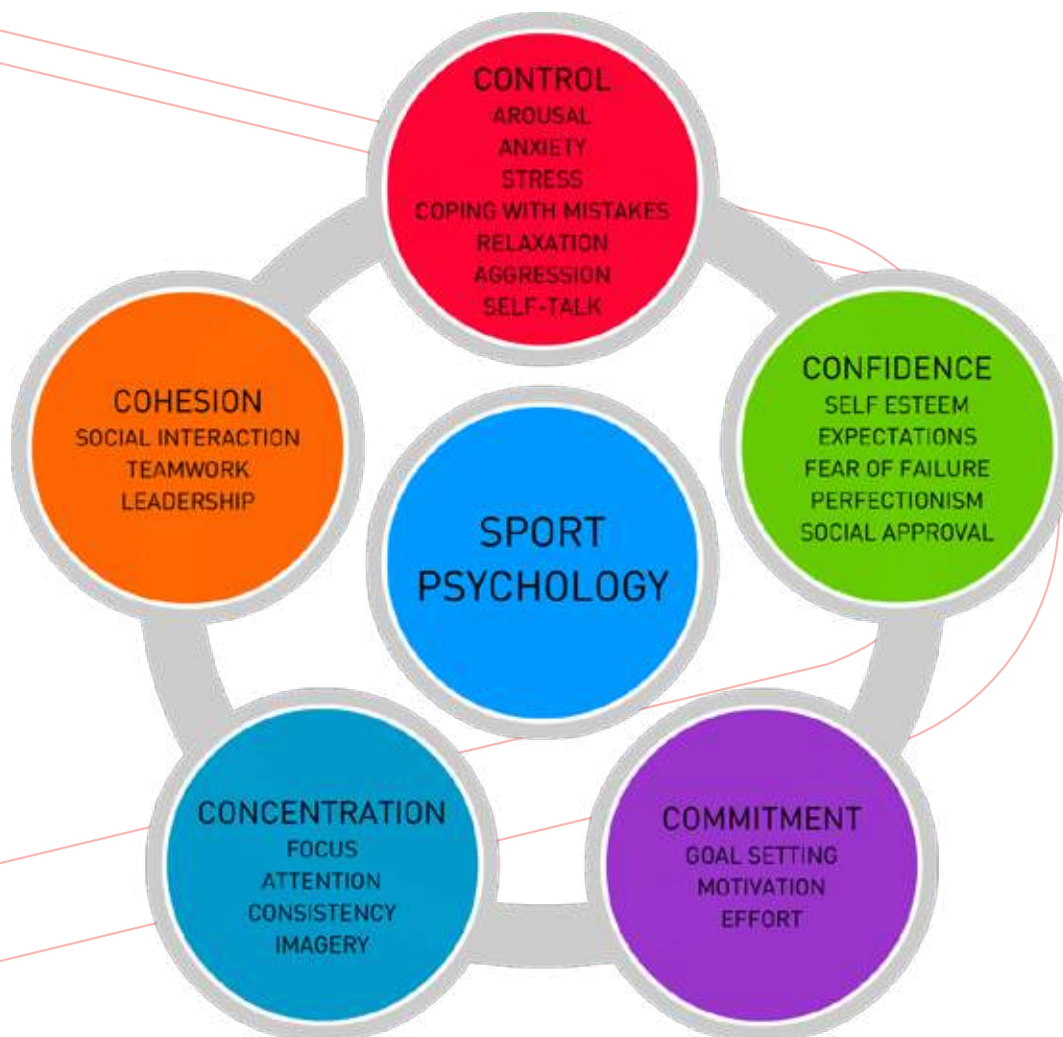 CONTROL
AROUSAL
ANXIETY
STRESS
COPING WITH MISTAKES
RELAXATION
AGGRESSION
SELF-TALK
CONFIDENCE
SELF ESTEEM
EXPECTATIONS
FEAR OF FAILURE
PERFECTIONISM
SOCIAL APPROVAL
COHESION
SOCIAL INTERACTION
TEAMWORK
LEADERSHIP
SPORT
PSYCHOLOGY
CONCENTRATION
FOCUS
ATTENTION
CONSISTENCY
IMAGERY
COMMITMENT
GOAL SETTING
MOTIVATION
EFFORT